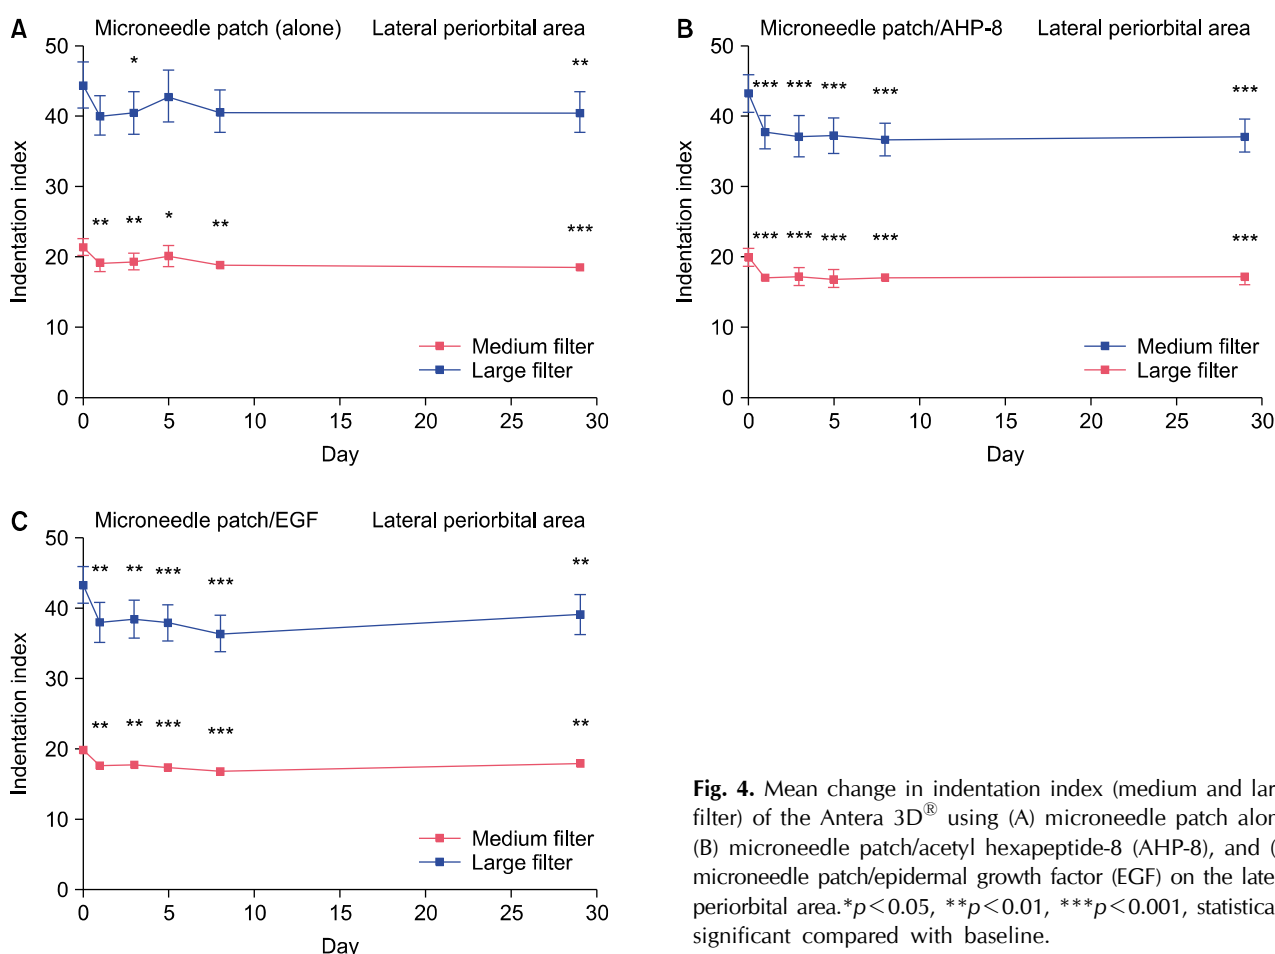 A
Microneedle patch (alone) Lateral periorbital area
50
40
30
20
10
0
Indentation index
*
**
**
**
*
**
***
Medium filter
Large filter
0 5 10 15 20 25 30
Day
B
Microneedle patch/AHP-8 Lateral periorbital area
50
40
30
20
10
0
Indentation index
*** *** *** *** ***
*** *** *** *** ***
Medium filter
Large filter
0 5 10 15 20 25 30
Day
C
Microneedle patch/EGF Lateral periorbital area
50
40
30
20
10
0
Indentation index
** ** *** *** **
** ** *** *** **
Medium filter
Large filter
0 5 10 15 20 25 30
Day
Fig. 4. Mean change in indentation index (medium and lar
filter) of the Antera 3D® using (A) microneedle patch alon
(B) microneedle patch/acetyl hexapeptide-8 (AHP-8), and (
microneedle patch/epidermal growth factor (EGF) on the late
periorbital area.*p<0.05, **p<0.01, ***p<0.001, statistica
significant compared with baseline.